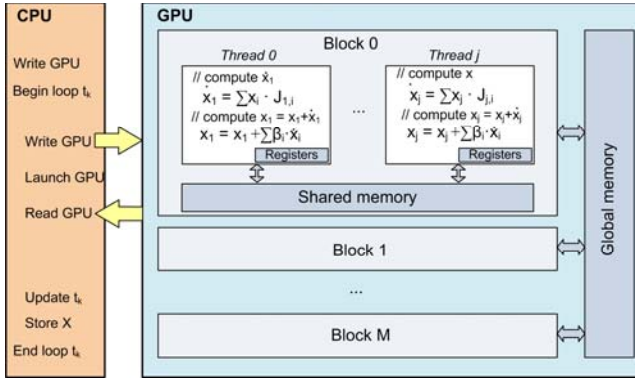 CPU
Write GPU
Begin loop tₖ
Write GPU
Launch GPU
Read GPU
Update tₖ
Store X
End loop tₖ
GPU
Block 0
Thread 0
// compute ẋ₁
ẋ₁ = ∑xᵢ · J₁,ᵢ
// compute x₁ = x₁+ẋ₁
x₁ = x₁ +∑βᵢ·ẋᵢ
Registers
...
Thread j
// compute x
ẋⱼ = ∑xⱼ · Jⱼ,ᵢ
// compute xⱼ = xⱼ+ẋⱼ
xⱼ = xⱼ +∑βᵢ·ẋᵢ
Registers
Shared memory
Block 1
...
Block M
Global memory